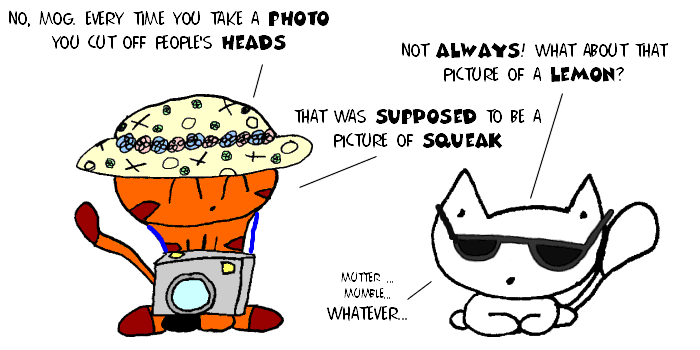 NO, MOG. EVERY TIME YOU TAKE A PHOTO
YOU CUT OFF PEOPLE'S HEADS
NOT ALWAYS! WHAT ABOUT THAT
PICTURE OF A LEMON?
THAT WAS SUPPOSED TO BE A
PICTURE OF SQUEAK
MUTTER ...
MUMBLE...
WHATEVER...